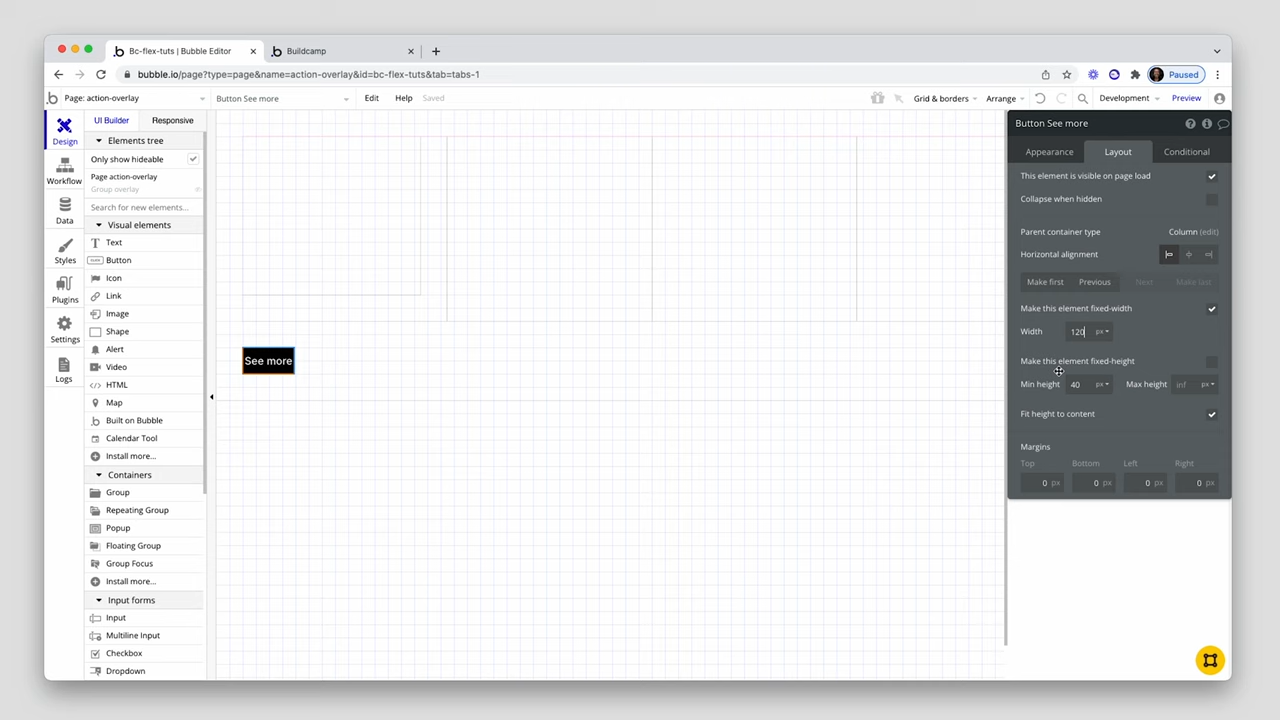 Bc-flex-tuts | Bubble Editor
Buildcamp
bubble.io/page?type=page&name=action-overlay&id=bc-flex-tuts&tab=tabs-1
Paused
Page: action-overlay
Button See more
Edit
Help
Saved
Grid & borders
Arrange
Development
Preview
Design
Workflow
Data
Styles
Plugins
Settings
Logs
UI Builder
Responsive
Elements tree
Only show hideable
Page action-overlay
Group overlay
Search for new elements...
Visual elements
Text
Button
Icon
Link
Image
Shape
Alert
Video
HTML
Map
Built on Bubble
Calendar Tool
Install more...
Containers
Group
Repeating Group
Popup
Floating Group
Group Focus
Install more...
Input forms
Input
Multiline Input
Checkbox
Dropdown
See more
Button See more
Appearance
Layout
Conditional
This element is visible on page load
Collapse when hidden
Parent container type
Column (edit)
Horizontal alignment
Make first
Previous
Next
Make last
Make this element fixed-width
Width
120
px
Make this element fixed-height
Min height
40
px
Max height
inf
px
Fit height to content
Margins
Top
Bottom
Left
Right
0 px
0 px
0 px
0 px